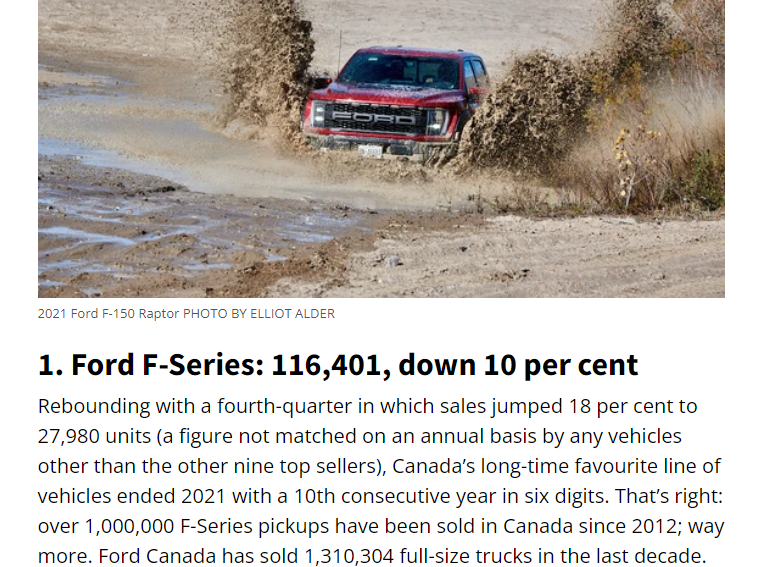 FORD
2021 Ford F-150 Raptor PHOTO BY ELLIOT ALDER
1. Ford F-Series: 116,401, down 10 per cent
Rebounding with a fourth-quarter in which sales jumped 18 per cent to
27,980 units (a figure not matched on an annual basis by any vehicles
other than the other nine top sellers), Canada’s long-time favourite line of
vehicles ended 2021 with a 10th consecutive year in six digits. That’s right:
over 1,000,000 F-Series pickups have been sold in Canada since 2012; way
more. Ford Canada has sold 1,310,304 full-size trucks in the last decade.